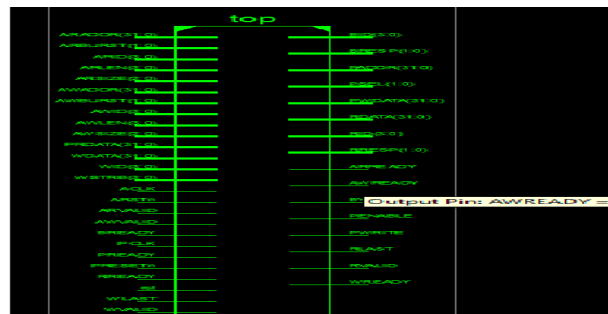 top
ARADDR(31:0)
ARBURST(1:0)
ARID(3:0)
ARLEN(3:0)
ARSIZE(2:0)
AWADDR(31:0)
AWBURST(1:0)
AWID(3:0)
AWLEN(3:0)
AWSIZE(2:0)
PRDATA(31:0)
WDATA(31:0)
WID(3:0)
WSTRB(3:0)
ACLK
ARSTn
ARVALID
AWVALID
BREADY
PCLK
PREADY
PRESETn
RREADY
WLAST
WVALID
BID(3:0)
BRESP(1:0)
PADDR(31:0)
PSEL(1:0)
PWDATA(31:0)
RDATA(31:0)
RID(3:0)
RRESP(1:0)
ARREADY
AWREADY
Output Pin: AWREADY =
PENABLE
PWRITE
RLAST
RVALID
WREADY